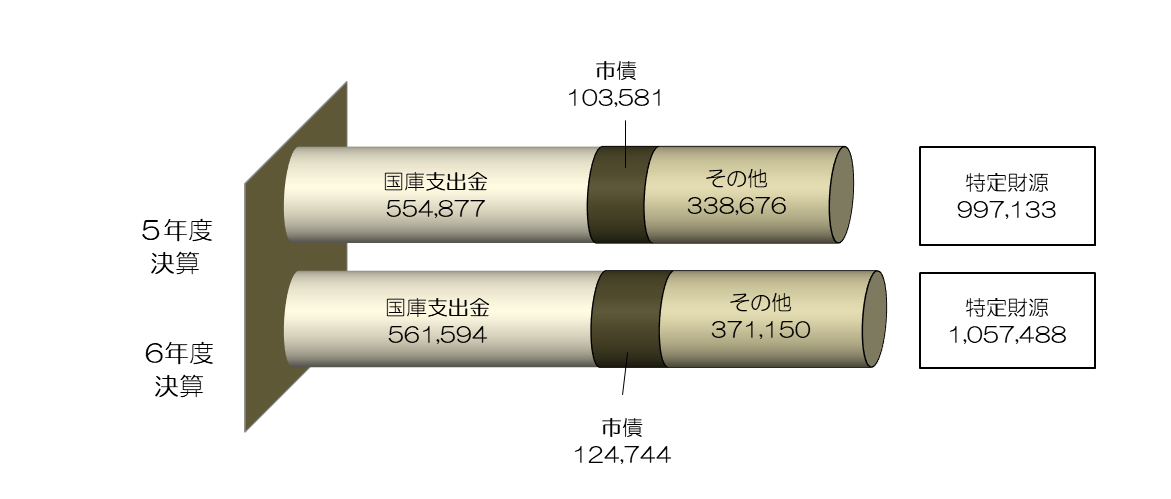 市債
103,581
5年度
決算
国庫支出金
554,877
その他
338,676
特定財源
997,133
6年度
決算
国庫支出金
561,594
その他
371,150
特定財源
1,057,488
市債
124,744